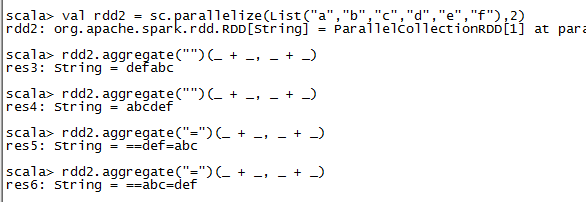 scala> val rdd2 = sc.parallelize(List("a","b","c","d","e","f"),2)
rdd2: org.apache.spark.rdd.RDD[String] = ParallelCollectionRDD[1] at para
scala> rdd2.aggregate("")(_ + _, _ + _)
res3: String = defabc
scala> rdd2.aggregate("")(_ + _, _ + _)
res4: String = abcdef
scala> rdd2.aggregate("=")(_ + _, _ + _)
res5: String = ==def=abc
scala> rdd2.aggregate("=")(_ + _, _ + _)
res6: String = ==abc=def